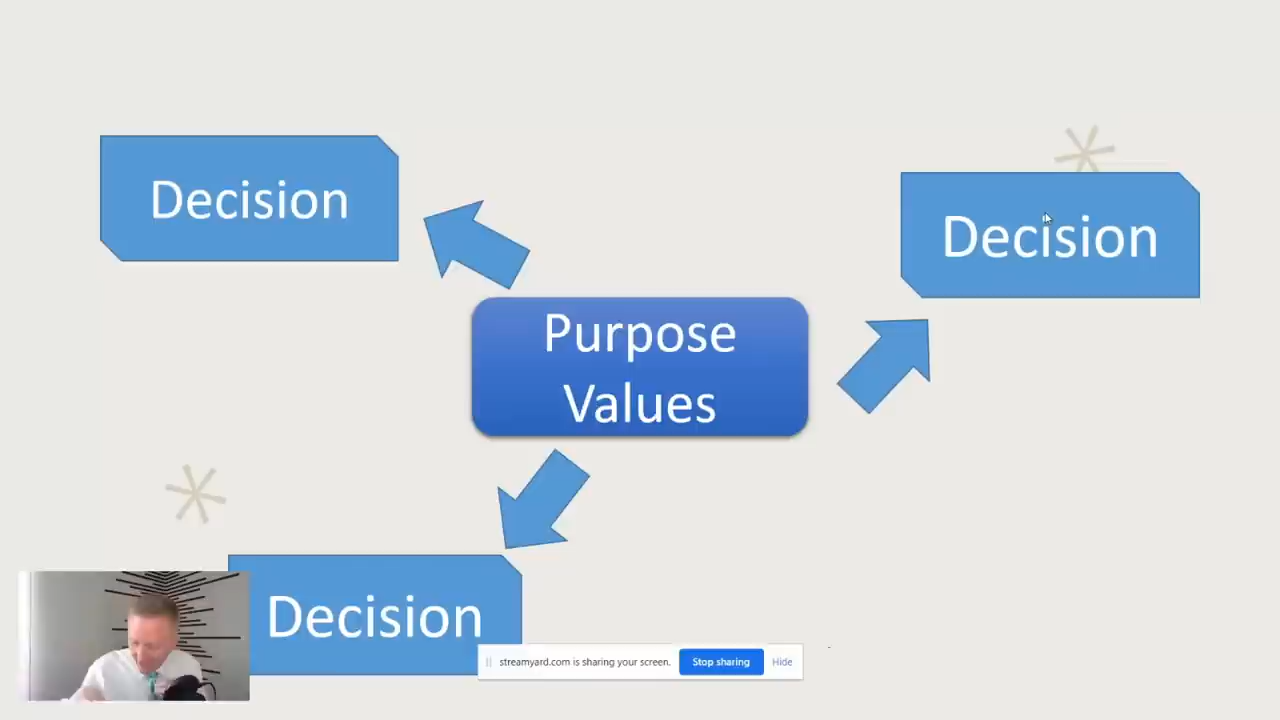 Decision
Decision
Purpose
Values
Decision
streamyard.com is sharing your screen.
Stop sharing
Hide